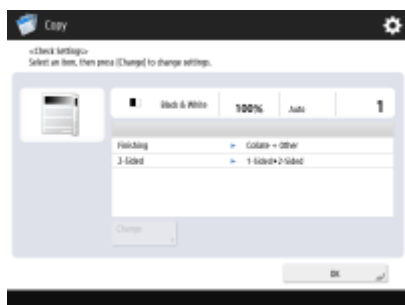 Copy
<Check Settings>
Select an item, then press [Change] to change settings.
Black & White 100% Auto 1
Finishing ► Collate + Other
2-Sided ► 1-Sided▸2-Sided
Change
OK